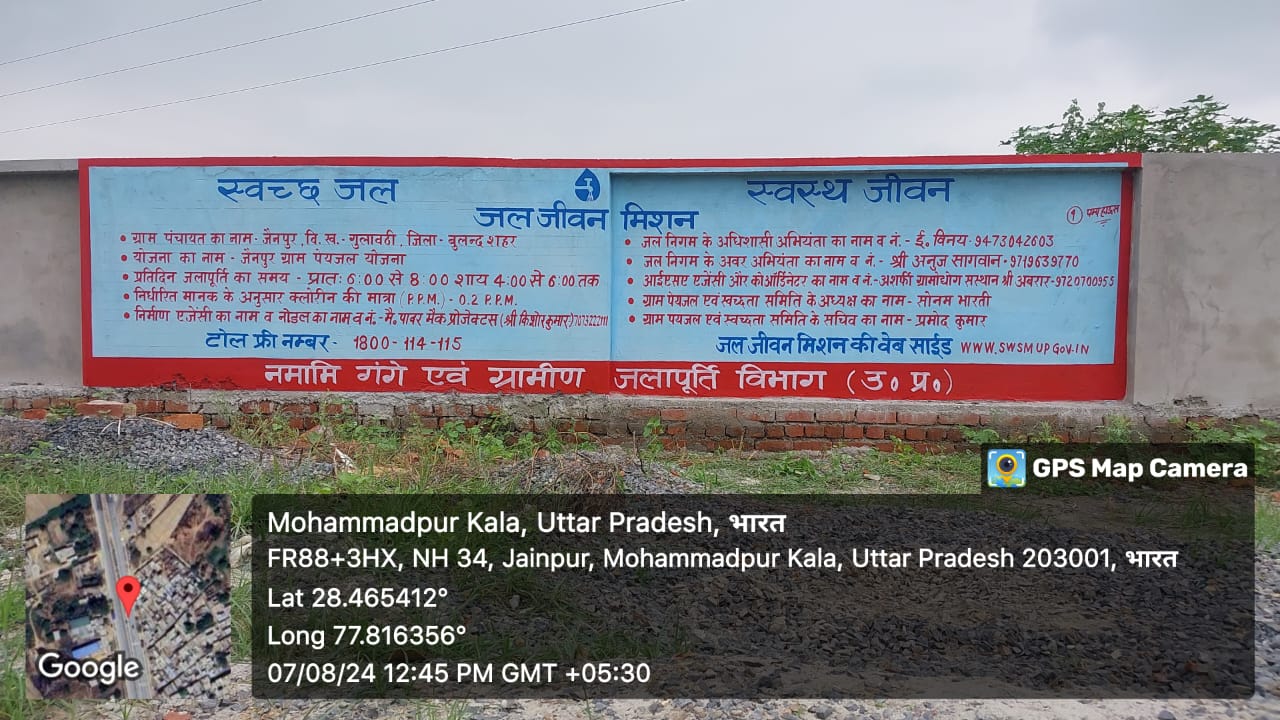 स्वच्छ जल
स्वस्थ जीवन
जल जीवन मिशन
१ पम्प हाउस
• ग्राम पंचायत का नाम - जैनपुर, वि.ख.- गुलावठी, जिला - बुलन्दशहर
• योजना का नाम - जैनपुर ग्राम पेयजल योजना
• प्रतिदिन जलापूर्ति का समय - प्रातः 6:00 से 8:00 शाय 4:00 से 6:00 तक
• निर्धारित मानक के अनुसार क्लोरीन की मात्रा (P.P.M.) - 0.2 P.P.M.
• निर्माण एजेंसी का नाम व नोडल का नाम व नं.- मै. पावर मैक प्रोजेक्टस (श्री किशोर कुमार)
टोल फ्री नम्बर - 1800-114-115
• जल निगम के अधिशासी अभियंता का नाम व नं.- ई. विनय - 9473042603
• जल निगम के अवर अभियंता का नाम व नं.- श्री अनुज सागवान - 9719639770
• आईएसए एजेंसी और कोऑर्डिनेटर का नाम व नं.- अशर्फी ग्रामोधोग संस्थान श्री अबरार - 9720700955
• ग्राम पेयजल एवं स्वच्छता समिति के अध्यक्ष का नाम - सोनम भारती
• ग्राम पयजल एवं स्वच्छता समिति के सचिव का नाम - प्रमोद कुमार
जल जीवन मिशन की वेब साईड WWW.SWSMUP.GOV.IN
नमामि गंगे एवं ग्रामीण जलापूर्ति विभाग (उ० प्र०)
GPS Map Camera
Mohammadpur Kala, Uttar Pradesh, भारत
FR88+3HX, NH 34, Jainpur, Mohammadpur Kala, Uttar Pradesh 203001, भारत
Lat 28.465412°
Long 77.816356°
07/08/24 12:45 PM GMT +05:30
Google